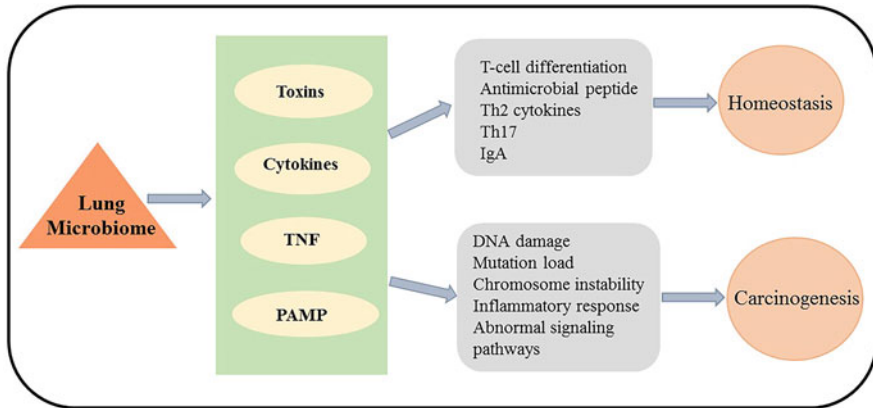 Lung
Microbiome
Toxins
Cytokines
TNF
PAMP
T-cell differentiation
Antimicrobial peptide
Th2 cytokines
Th17
IgA
Homeostasis
DNA damage
Mutation load
Chromosome instability
Inflammatory response
Abnormal signaling
pathways
Carcinogenesis